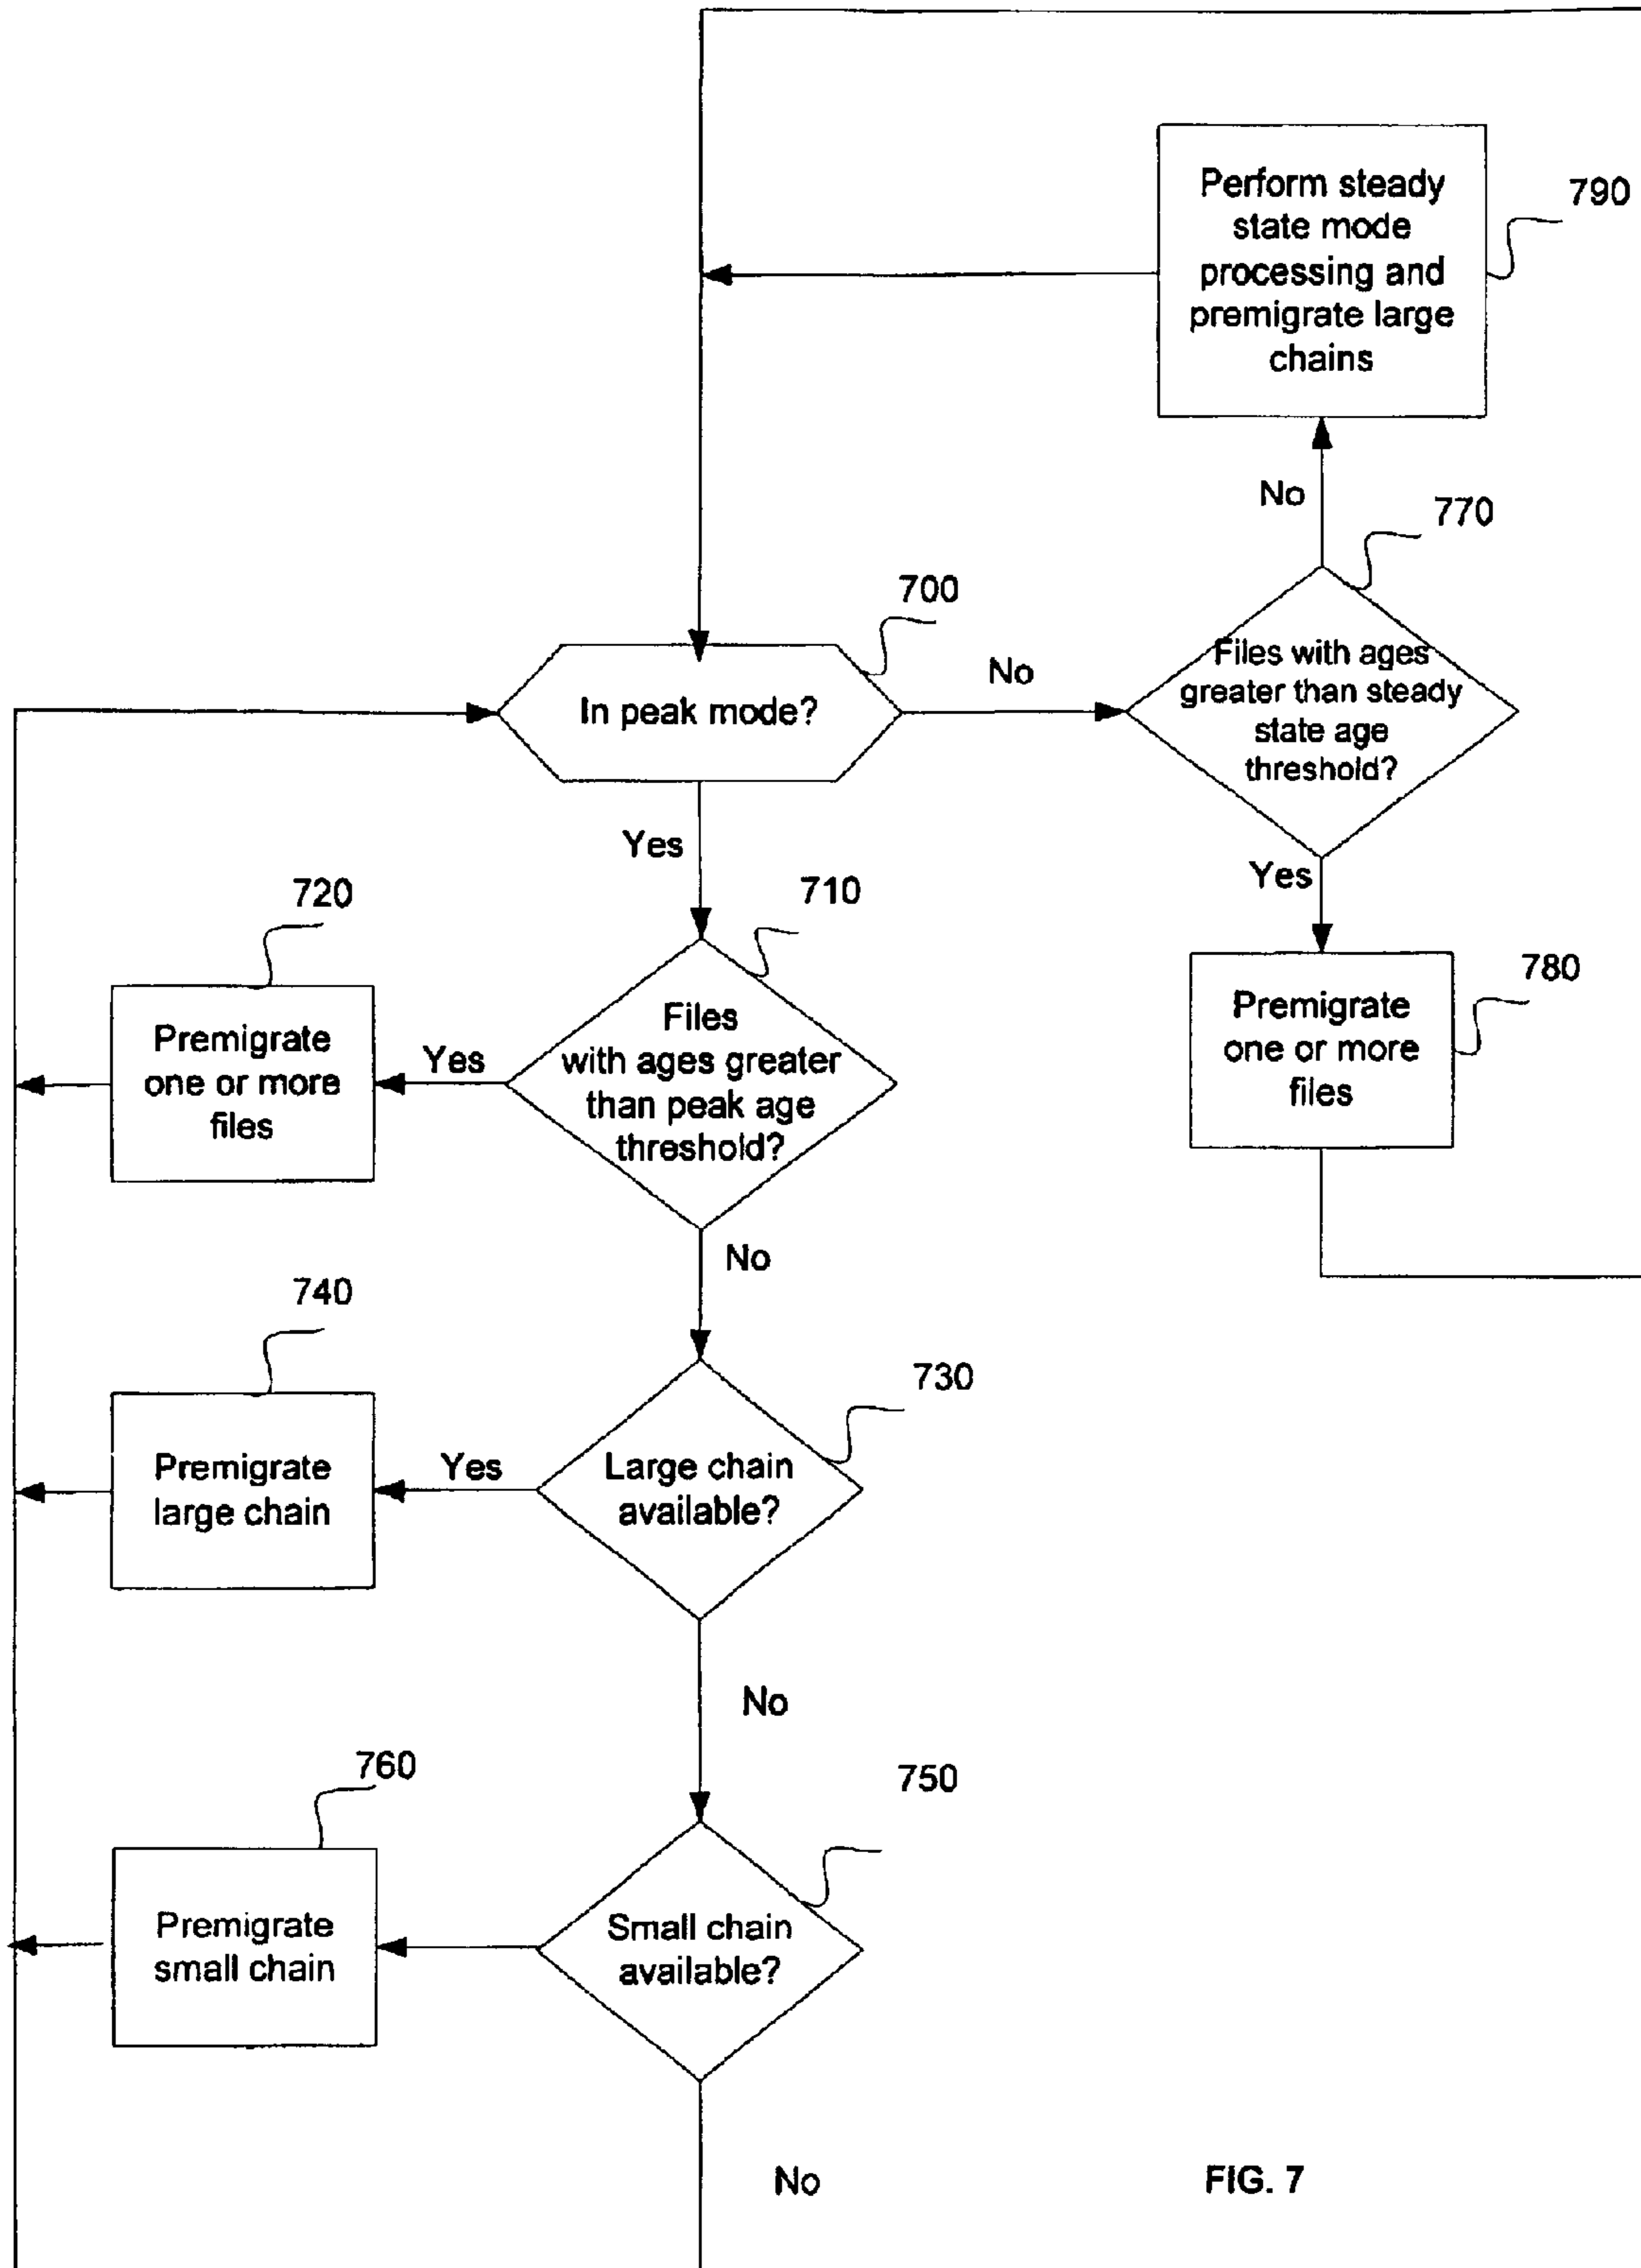 Perform steady
state mode
processing and
premigrate large
chains
790
No
770
700
In peak mode?
No
Files with ages
greater than steady
state age
threshold?
Yes
Yes
720
710
780
Premigrate
one or more
files
Premigrate
one or more
files
Yes
Files
with ages greater
than peak age
threshold?
No
740
730
Premigrate
large chain
Yes
Large chain
available?
No
760
750
Premigrate
small chain
Small chain
available?
No
FIG. 7